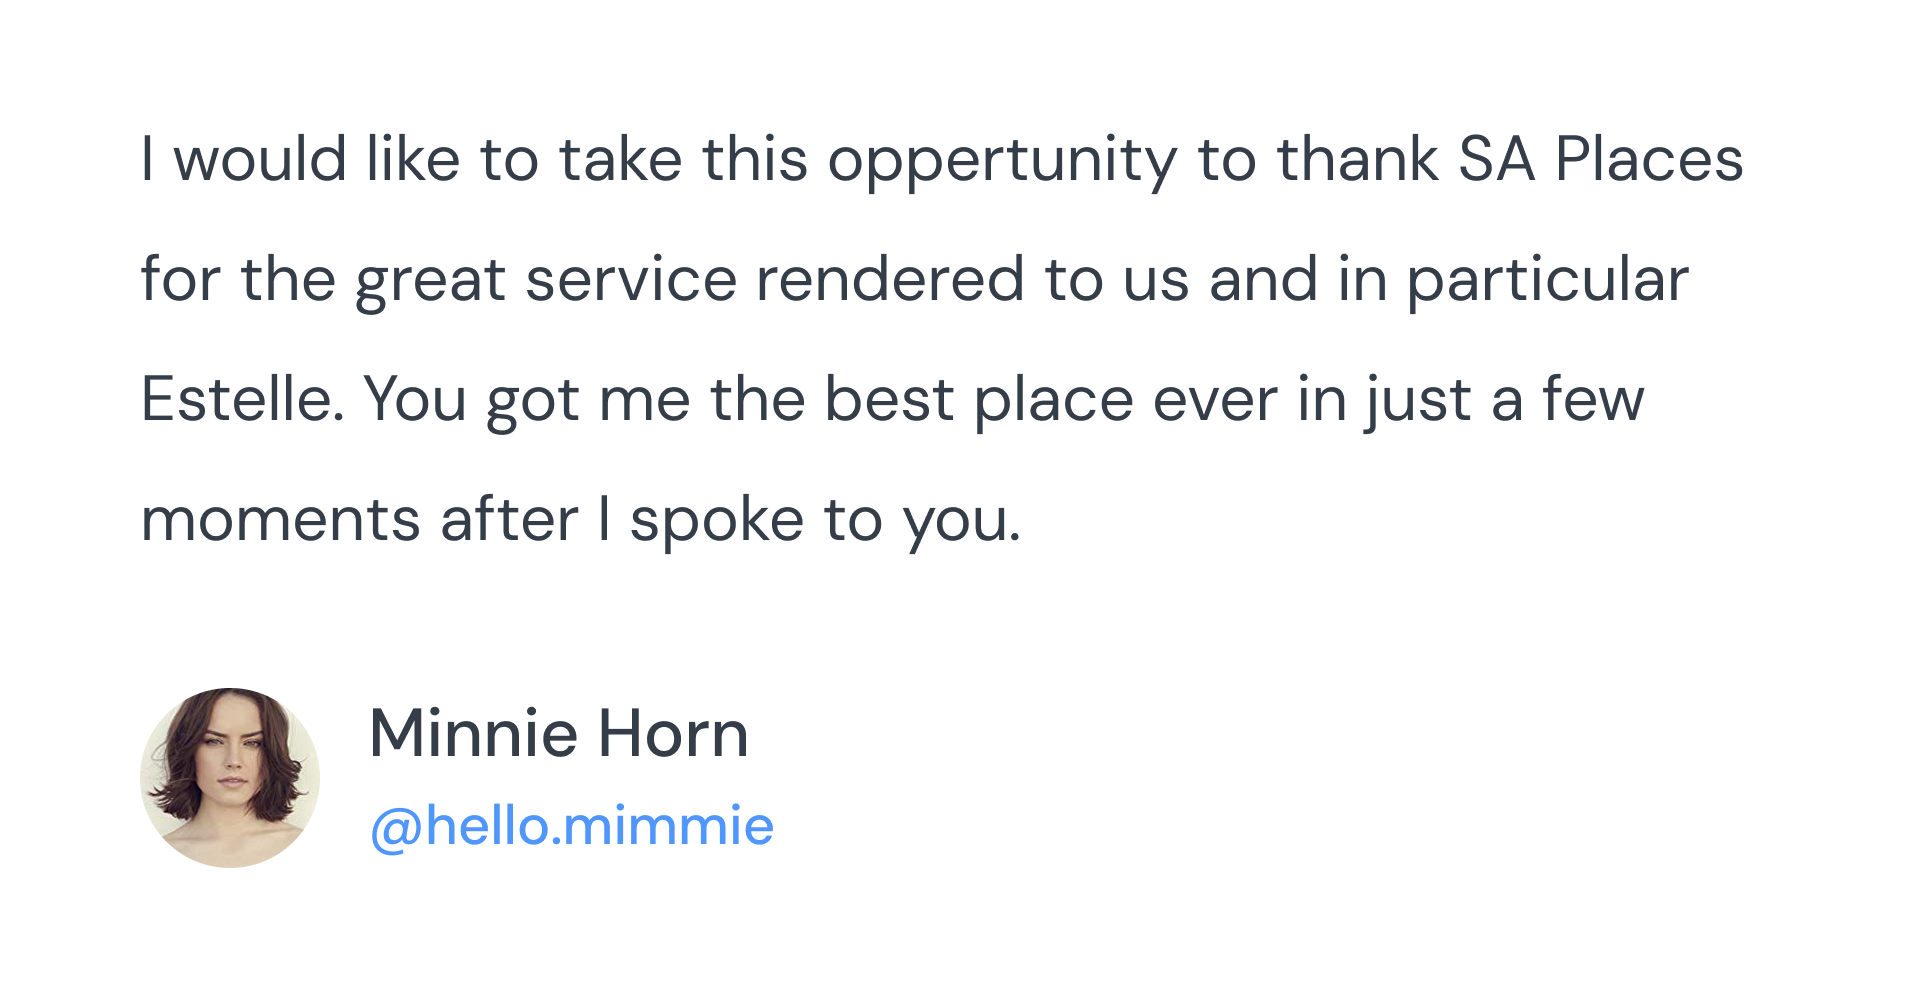 I would like to take this oppertunity to thank SA Places
for the great service rendered to us and in particular
Estelle. You got me the best place ever in just a few
moments after I spoke to you.
Minnie Horn
@hello.mimmie